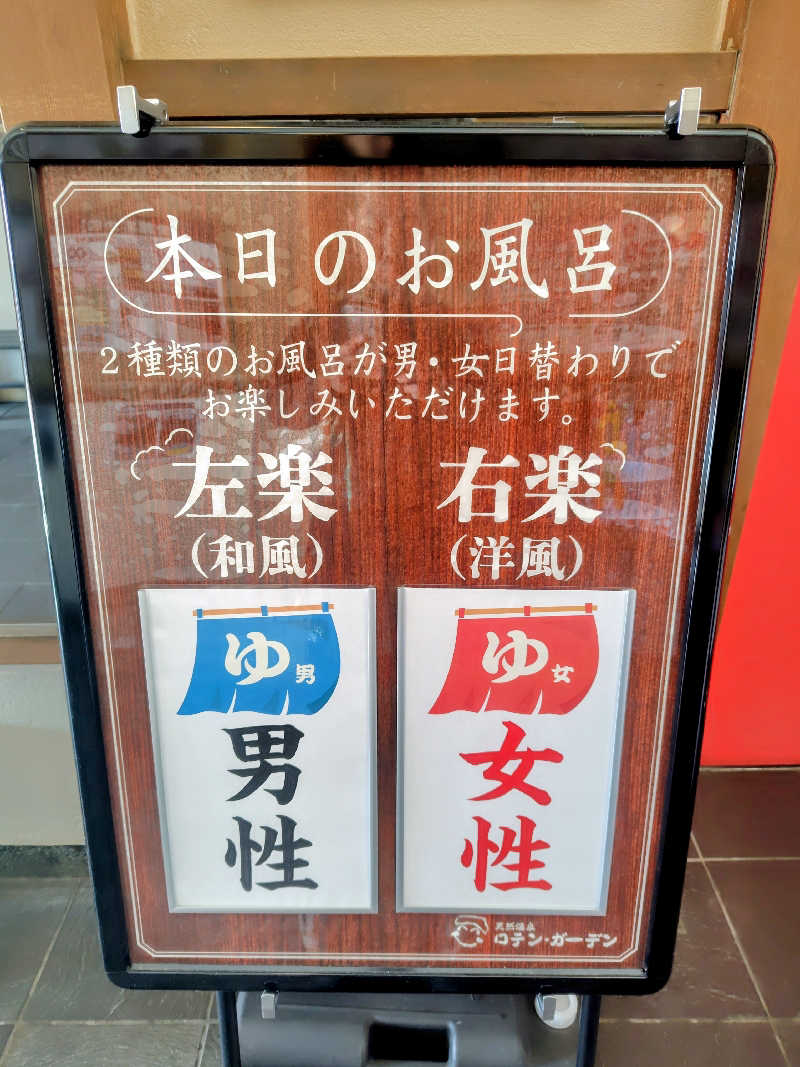 本日のお風呂
2種類のお風呂が男・女日替わりで
お楽しみいただけます。
左楽
(和風)
ゆ男
男性
右楽
(洋風)
ゆ女
女性
天然温泉
ロテン・ガーデン